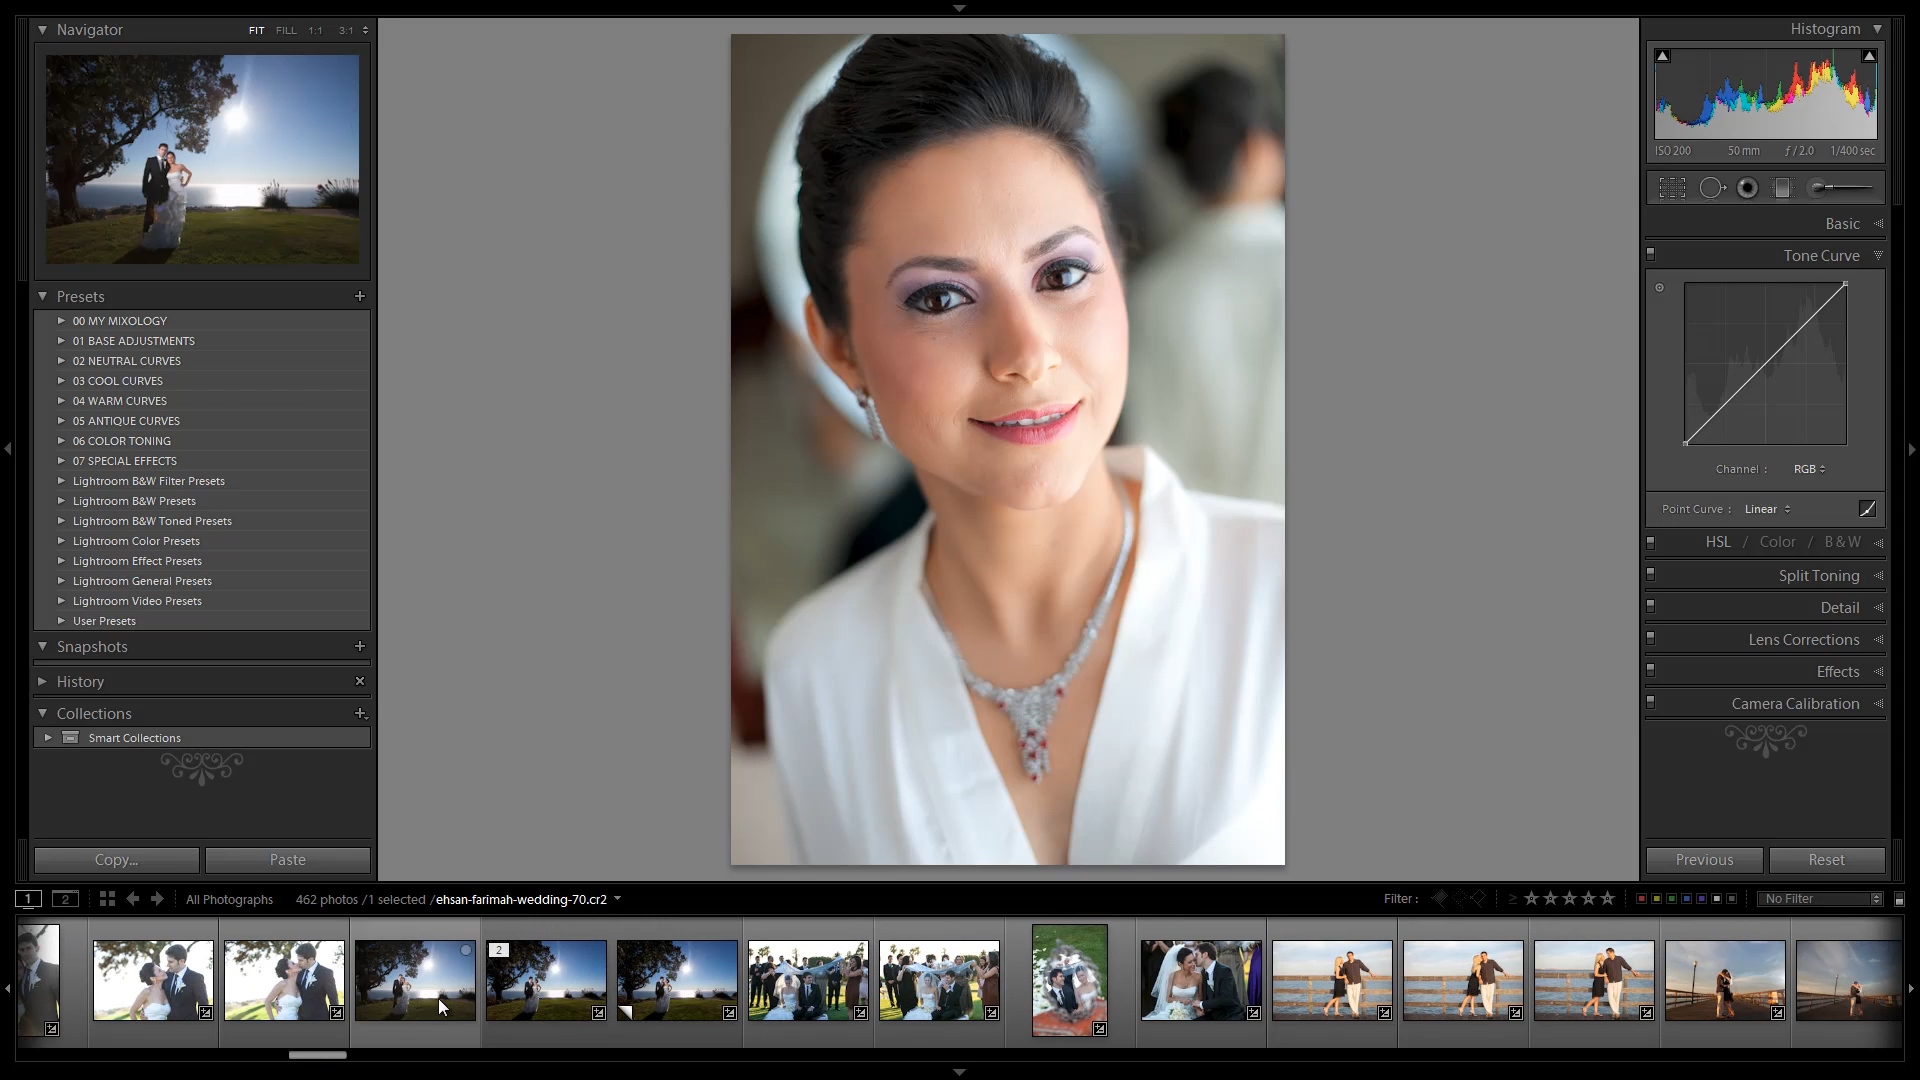 Navigator FIT FILL 1:1 3:1
Presets
00 MY MIXOLOGY
01 BASE ADJUSTMENTS
02 NEUTRAL CURVES
03 COOL CURVES
04 WARM CURVES
05 ANTIQUE CURVES
06 COLOR TONING
07 SPECIAL EFFECTS
Lightroom B&W Filter Presets
Lightroom B&W Presets
Lightroom B&W Toned Presets
Lightroom Color Presets
Lightroom Effect Presets
Lightroom General Presets
Lightroom Video Presets
User Presets
Snapshots
History
Collections
Smart Collections
Copy... Paste
Histogram
ISO 200 50 mm ƒ / 2.0 1/400 sec
Basic
Tone Curve
Channel : RGB
Point Curve : Linear
HSL / Color / B & W
Split Toning
Detail
Lens Corrections
Effects
Camera Calibration
Previous Reset
1 2 All Photographs 462 photos /1 selected /ehsan-farimah-wedding-70.cr2 Filter : ≥ No Filter
2